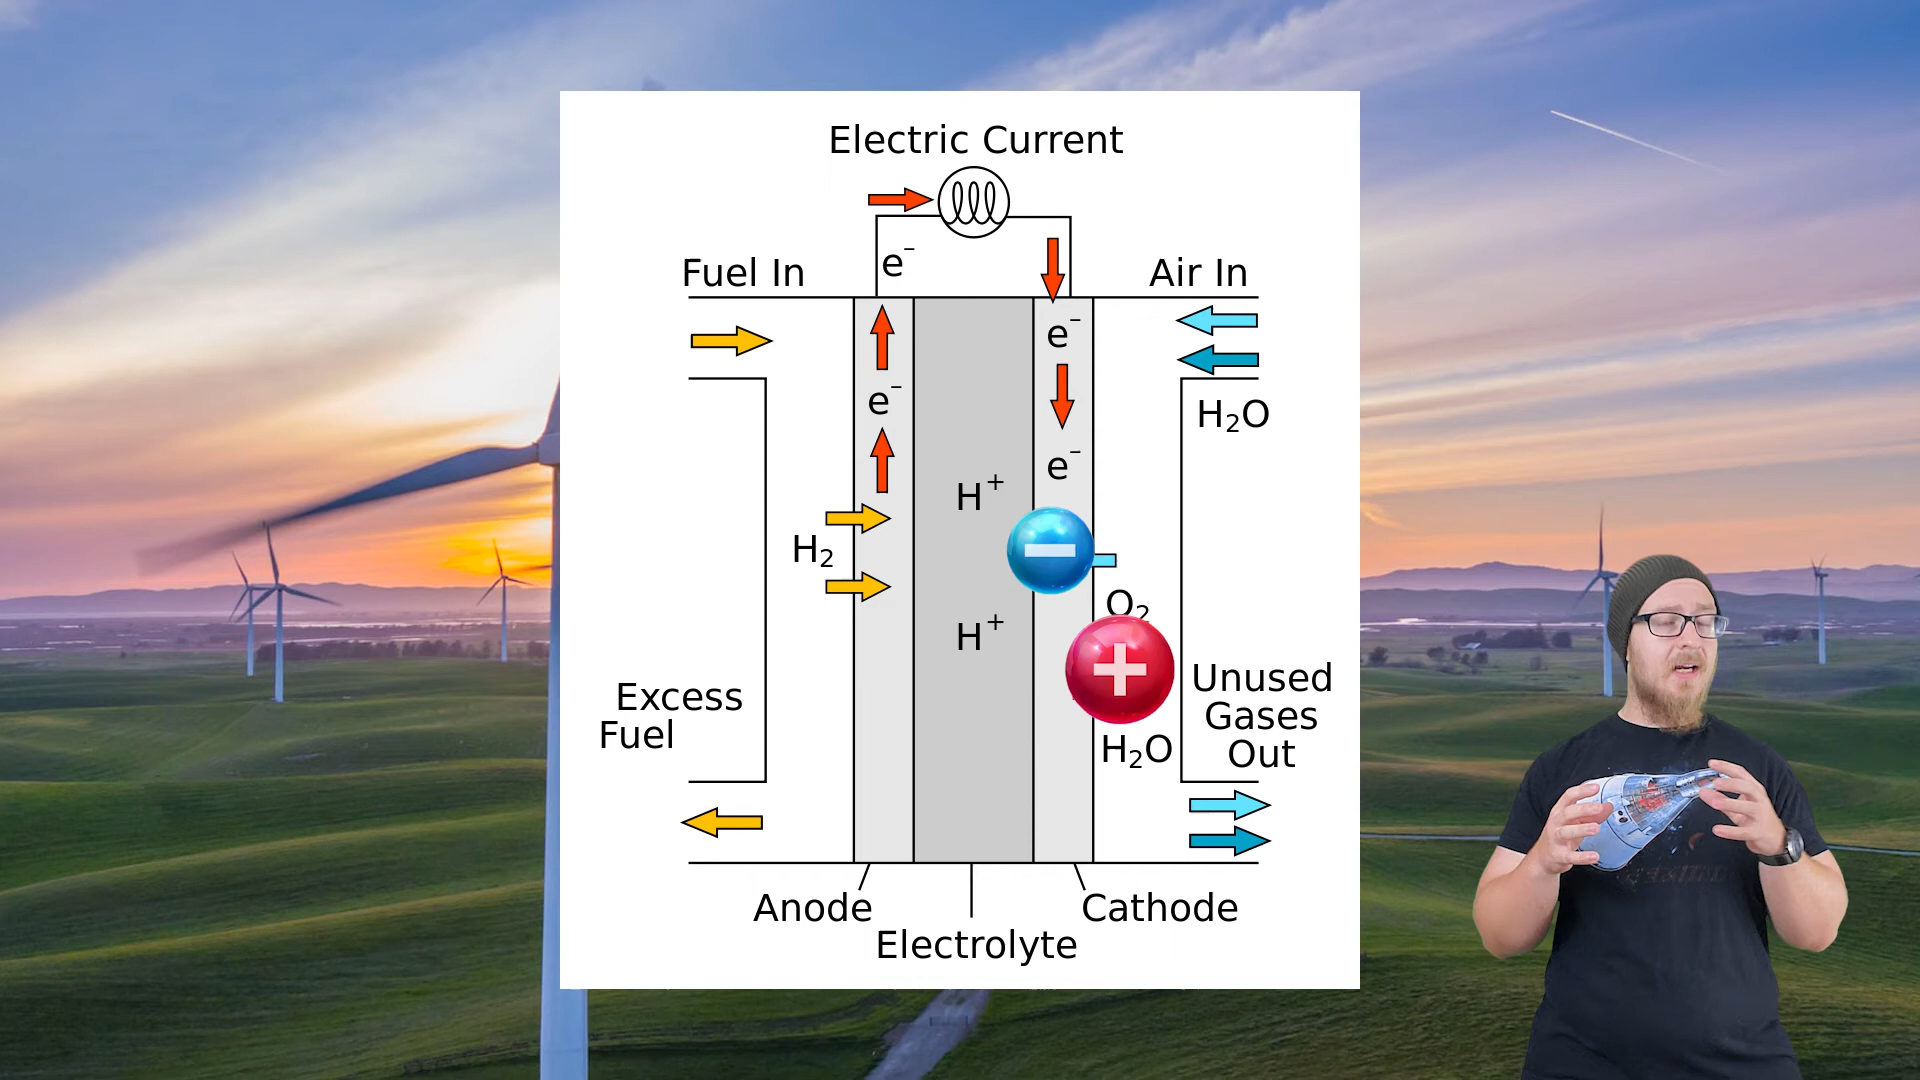 Electric Current
e⁻
Fuel In
Air In
e⁻
e⁻
H₂O
e⁻
H⁺
H₂
O₂
H⁺
Excess
Fuel
Unused
Gases
Out
H₂O
Anode
Cathode
Electrolyte